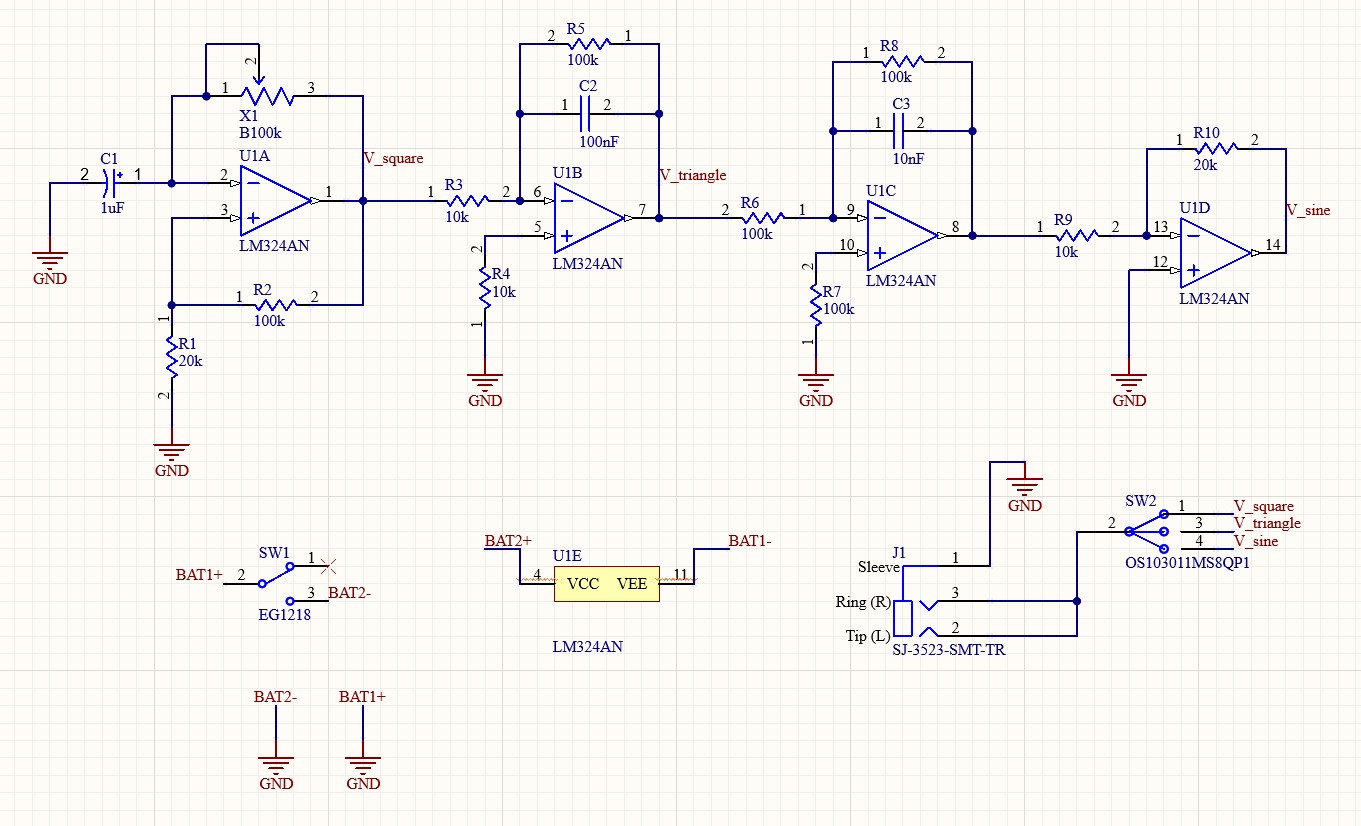 R5
2 1
100k
C2
1 2
100nF
R8
1 2
100k
C3
1 2
10nF
2
1 3
X1
B100k
C1
2 1
+
1uF
GND
U1A
2
3
1
LM324AN
V_square
R2
1 2
100k
1
R1
20k
2
GND
R3
1 2
10k
U1B
6
5
7
LM324AN
V_triangle
2
R4
10k
1
GND
R6
2 1
100k
U1C
9
10
8
LM324AN
2
R7
100k
1
GND
R9
1 2
10k
R10
1 2
20k
U1D
13
12
14
LM324AN
V_sine
GND
SW1
BAT1+ 2
1
3 BAT2-
EG1218
BAT2+
U1E
BAT1-
4 VCC VEE 11
LM324AN
GND
J1
Sleeve 1
Ring (R) 3
Tip (L) 2
SJ-3523-SMT-TR
SW2
2
1 V_square
3 V_triangle
4 V_sine
OS103011MS8QP1
BAT2- BAT1+
GND GND